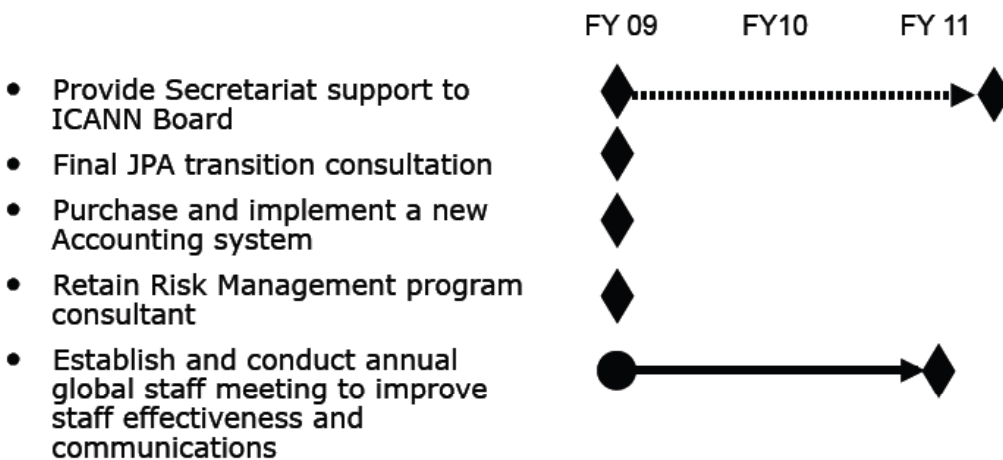 FY 09 FY10 FY 11
• Provide Secretariat support to
ICANN Board
• Final JPA transition consultation
• Purchase and implement a new
Accounting system
• Retain Risk Management program
consultant
• Establish and conduct annual
global staff meeting to improve
staff effectiveness and
communications